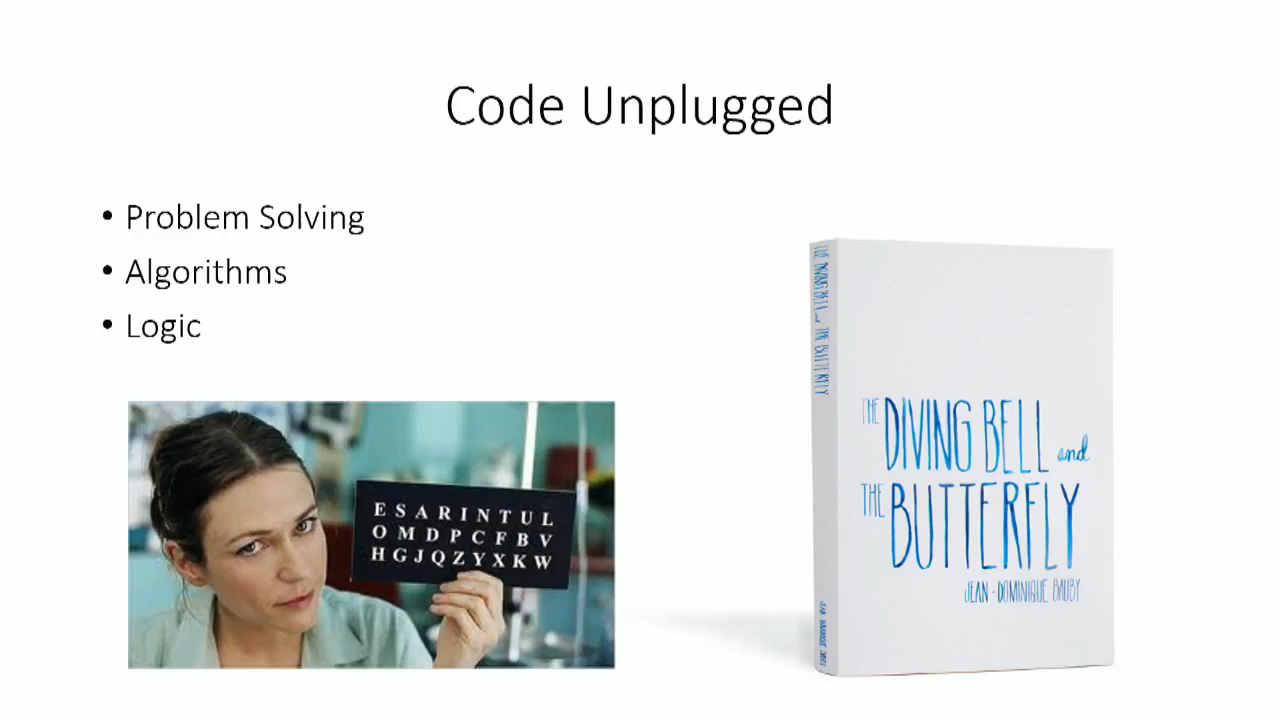 Code Unplugged
• Problem Solving
• Algorithms
• Logic
E S A R I N T U L
O M D P C F B V
H G J Q Z Y X K W
THE DIVING BELL and THE BUTTERFLY
THE DIVING BELL and
THE BUTTERFLY
JEAN-DOMINIQUE BAUBY